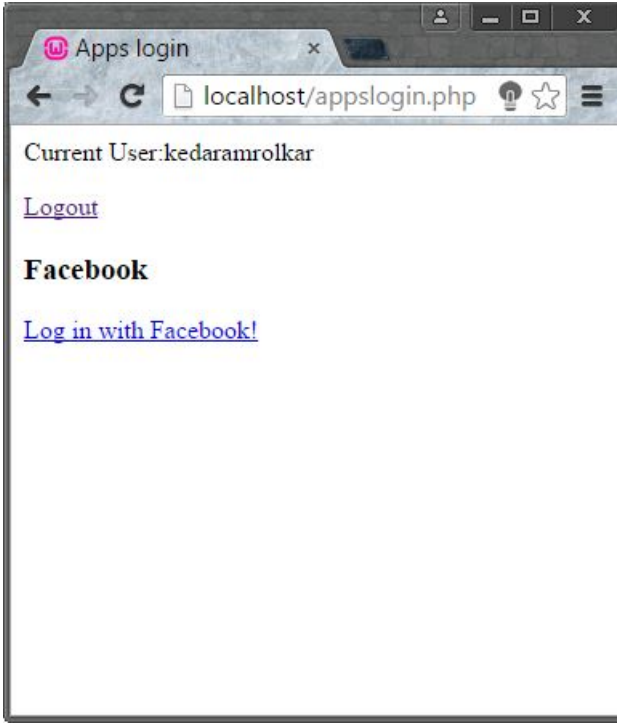 Apps login
localhost/appslogin.php
Current User:kedaramrolkar
Logout
Facebook
Log in with Facebook!